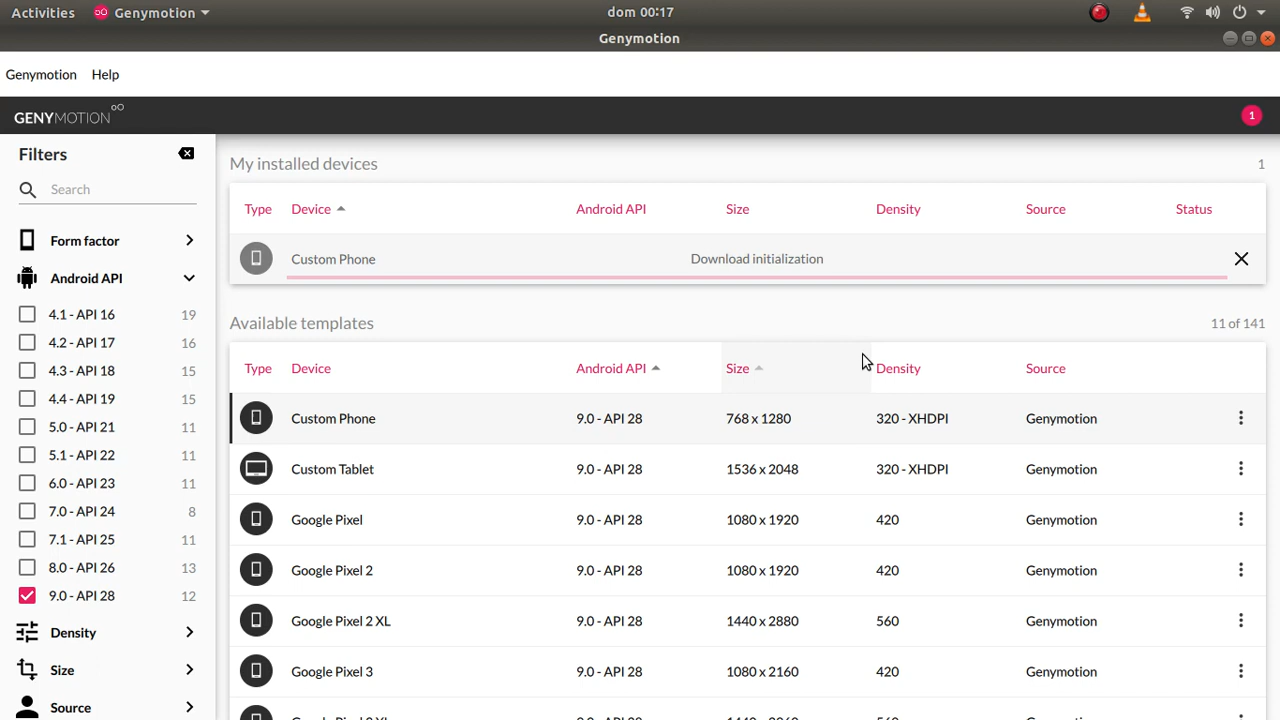 Activities Genymotion dom 00:17
Genymotion
Genymotion Help
GENYMOTION oO 1
Filters
Search
Form factor
Android API
4.1 - API 16 19
4.2 - API 17 16
4.3 - API 18 15
4.4 - API 19 15
5.0 - API 21 11
5.1 - API 22 11
6.0 - API 23 11
7.0 - API 24 8
7.1 - API 25 11
8.0 - API 26 13
9.0 - API 28 12
Density
Size
Source
My installed devices 1
Type Device Android API Size Density Source Status
Custom Phone Download initialization
Available templates 11 of 141
Type Device Android API Size Density Source
Custom Phone 9.0 - API 28 768 x 1280 320 - XHDPI Genymotion
Custom Tablet 9.0 - API 28 1536 x 2048 320 - XHDPI Genymotion
Google Pixel 9.0 - API 28 1080 x 1920 420 Genymotion
Google Pixel 2 9.0 - API 28 1080 x 1920 420 Genymotion
Google Pixel 2 XL 9.0 - API 28 1440 x 2880 560 Genymotion
Google Pixel 3 9.0 - API 28 1080 x 2160 420 Genymotion